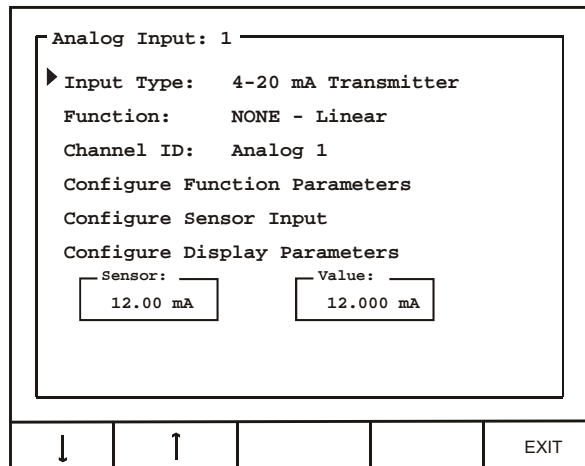 Analog Input: 1
Input Type: 4-20 mA Transmitter
Function: NONE - Linear
Channel ID: Analog 1
Configure Function Parameters
Configure Sensor Input
Configure Display Parameters
Sensor: Value:
12.00 mA 12.000 mA
↓ ↑ EXIT